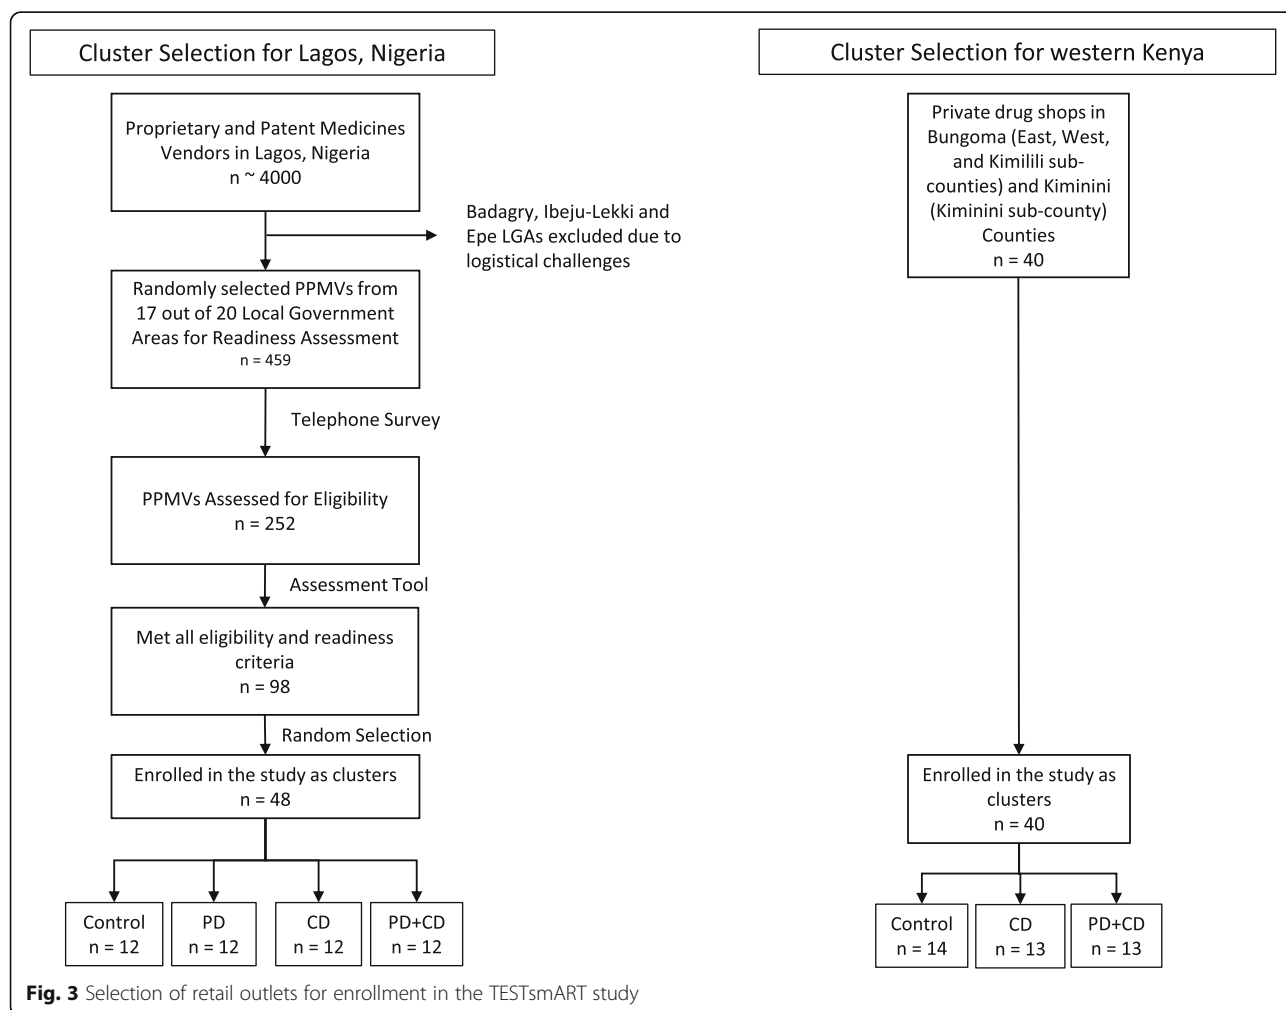 Cluster Selection for Lagos, Nigeria
Proprietary and Patent Medicines
Vendors in Lagos, Nigeria
n ~ 4000
Badagry, Ibeju-Lekki and
Epe LGAs excluded due to
logistical challenges
Randomly selected PPMVs from
17 out of 20 Local Government
Areas for Readiness Assessment
n = 459
Telephone Survey
PPMVs Assessed for Eligibility
n = 252
Assessment Tool
Met all eligibility and readiness
criteria
n = 98
Random Selection
Enrolled in the study as clusters
n = 48
Control
n = 12
PD
n = 12
CD
n = 12
PD+CD
n = 12
Cluster Selection for western Kenya
Private drug shops in
Bungoma (East, West,
and Kimilili sub-
counties) and Kiminini
(Kiminini sub-county)
Counties
n = 40
Enrolled in the study as
clusters
n = 40
Control
n = 14
CD
n = 13
PD+CD
n = 13
Fig. 3 Selection of retail outlets for enrollment in the TESTsmART study